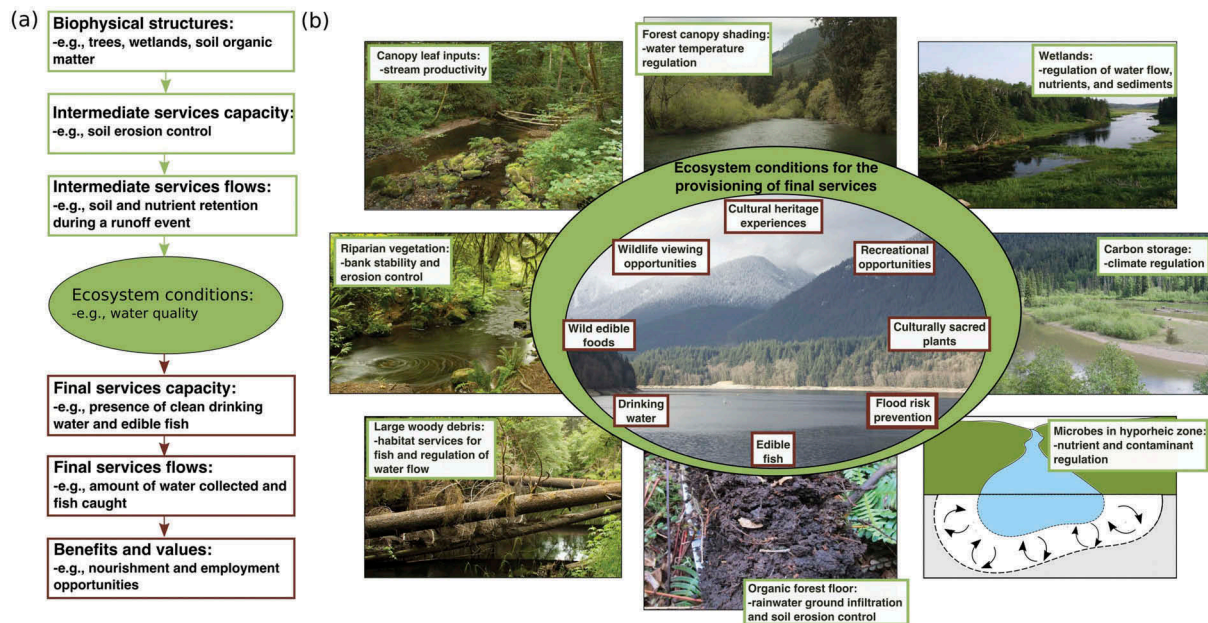 (a)
Biophysical structures:
-e.g., trees, wetlands, soil organic
matter
Intermediate services capacity:
-e.g., soil erosion control
Intermediate services flows:
-e.g., soil and nutrient retention
during a runoff event
Ecosystem conditions:
-e.g., water quality
Final services capacity:
-e.g., presence of clean drinking
water and edible fish
Final services flows:
-e.g., amount of water collected and
fish caught
Benefits and values:
-e.g., nourishment and employment
opportunities
(b)
Canopy leaf inputs:
-stream productivity
Forest canopy shading:
-water temperature
regulation
Wetlands:
-regulation of water flow,
nutrients, and sediments
Riparian vegetation:
-bank stability and
erosion control
Ecosystem conditions for the
provisioning of final services
Cultural heritage
experiences
Wildlife viewing
opportunities
Recreational
opportunities
Wild edible
foods
Culturally sacred
plants
Drinking
water
Flood risk
prevention
Edible
fish
Carbon storage:
-climate regulation
Large woody debris:
-habitat services for
fish and regulation of
water flow
Organic forest floor:
-rainwater ground infiltration
and soil erosion control
Microbes in hyporheic zone:
-nutrient and contaminant
regulation